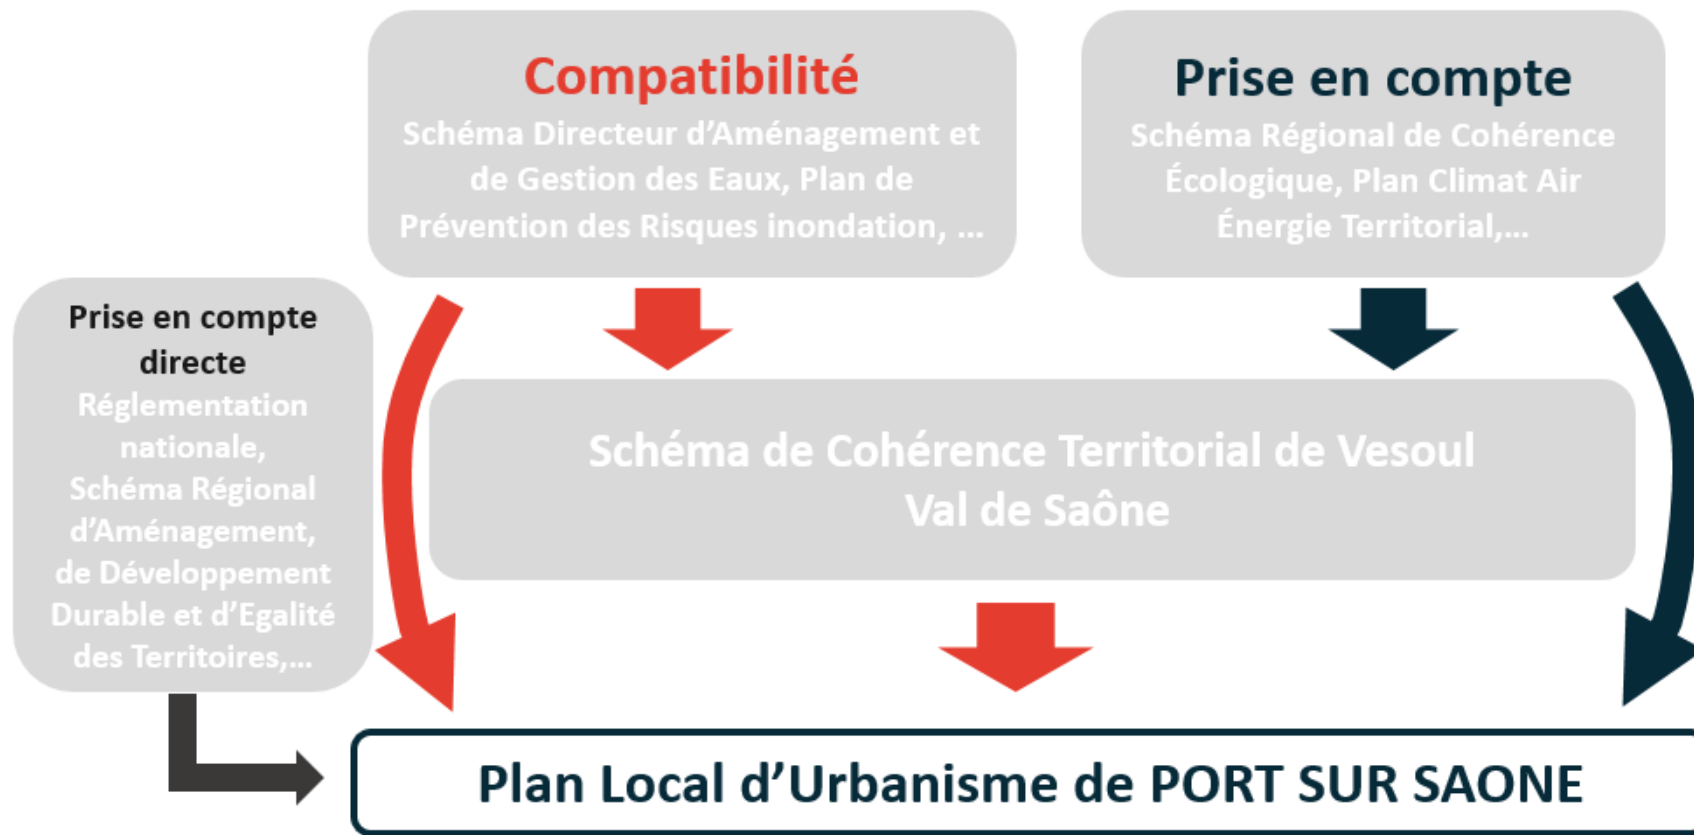 Compatibilité
Schéma Directeur d’Aménagement et
de Gestion des Eaux, Plan de
Prévention des Risques inondation, ...
Prise en compte
Schéma Régional de Cohérence
Écologique, Plan Climat Air
Énergie Territorial,...
Prise en compte
directe
Réglementation
nationale,
Schéma Régional
d’Aménagement,
de Développement
Durable et d’Egalité
des Territoires,...
Schéma de Cohérence Territorial de Vesoul
Val de Saône
Plan Local d’Urbanisme de PORT SUR SAONE